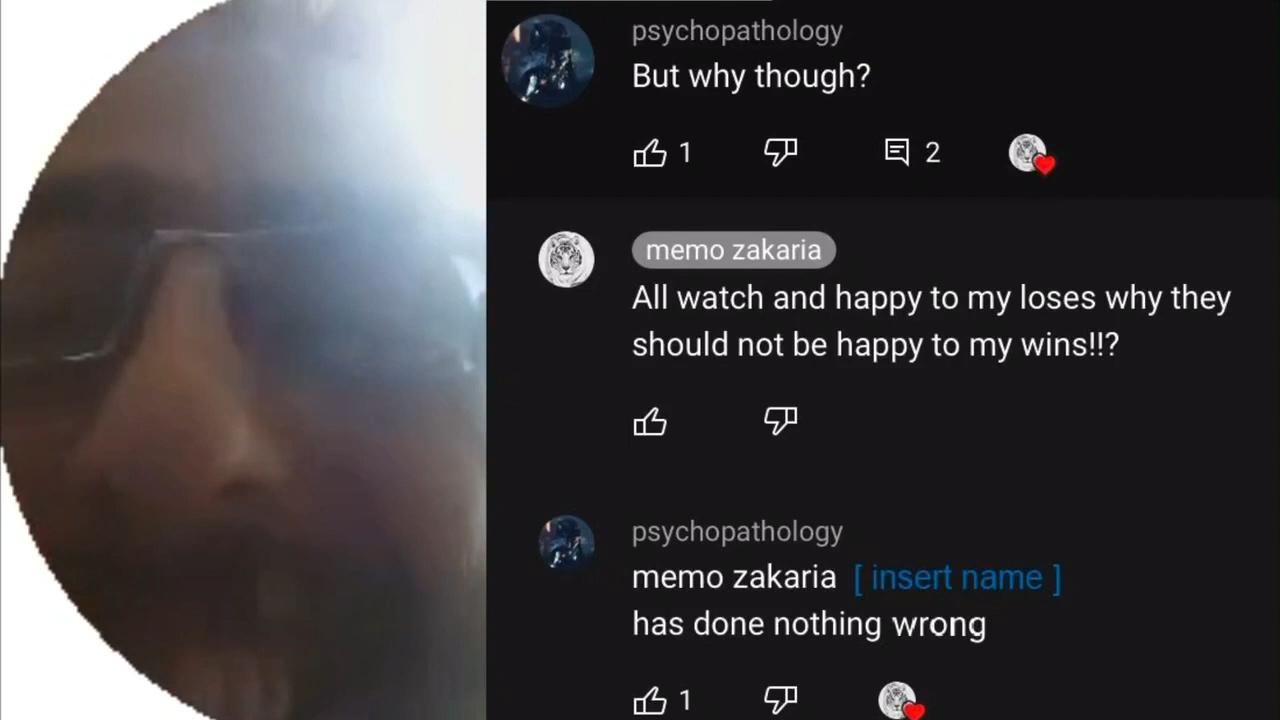 psychopathology
But why though?
1
2
memo zakaria
All watch and happy to my loses why they
should not be happy to my wins!!?
psychopathology
memo zakaria [ insert name ]
has done nothing wrong
1